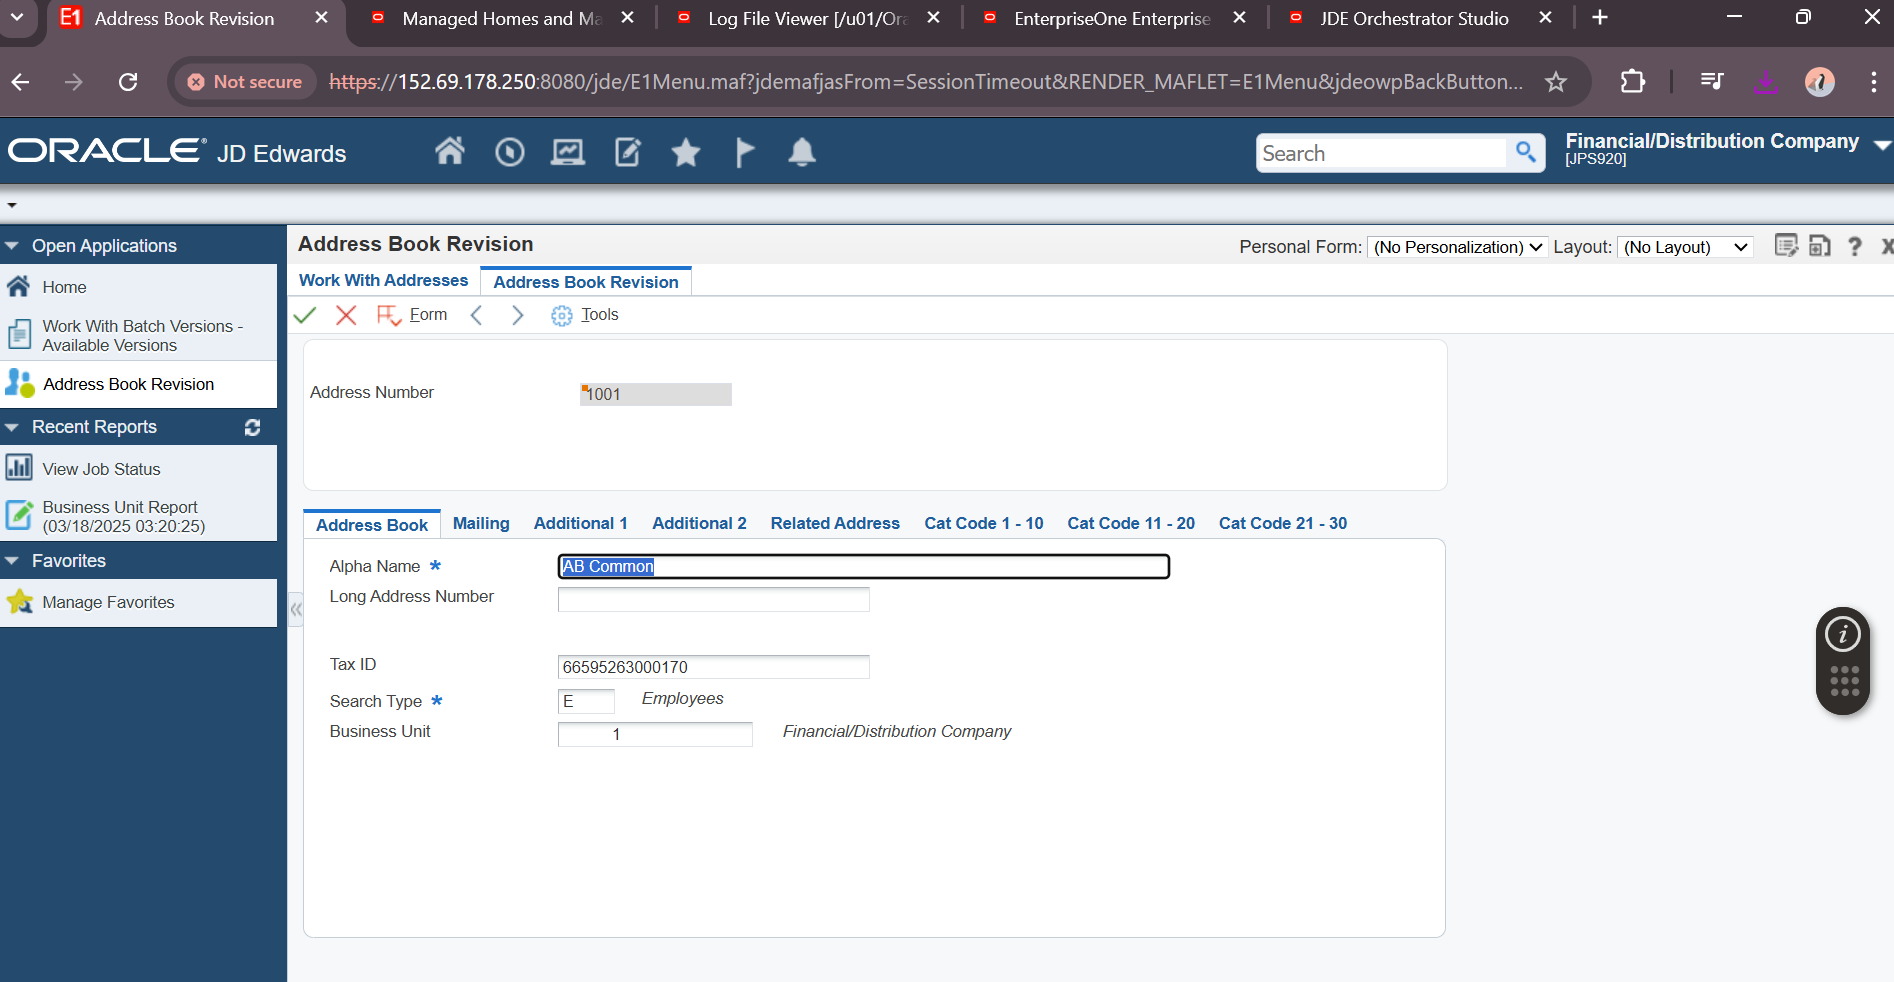 E1 Address Book Revision
Managed Homes and Ma
Log File Viewer [/u01/Ora
EnterpriseOne Enterprise
JDE Orchestrator Studio
Not secure https://152.69.178.250:8080/jde/E1Menu.maf?jdemafjasFrom=SessionTimeout&RENDER_MAFLET=E1Menu&jdeowpBackButton...
ORACLE® JD Edwards
Search
Financial/Distribution Company
[JPS920]
Open Applications
Home
Work With Batch Versions -
Available Versions
Address Book Revision
Recent Reports
View Job Status
Business Unit Report
(03/18/2025 03:20:25)
Favorites
Manage Favorites
Address Book Revision
Personal Form: (No Personalization) Layout: (No Layout) ? X
Work With Addresses Address Book Revision
Form Tools
Address Number 1001
Address Book Mailing Additional 1 Additional 2 Related Address Cat Code 1 - 10 Cat Code 11 - 20 Cat Code 21 - 30
Alpha Name * AB Common
Long Address Number
Tax ID 66595263000170
Search Type * E Employees
Business Unit 1 Financial/Distribution Company